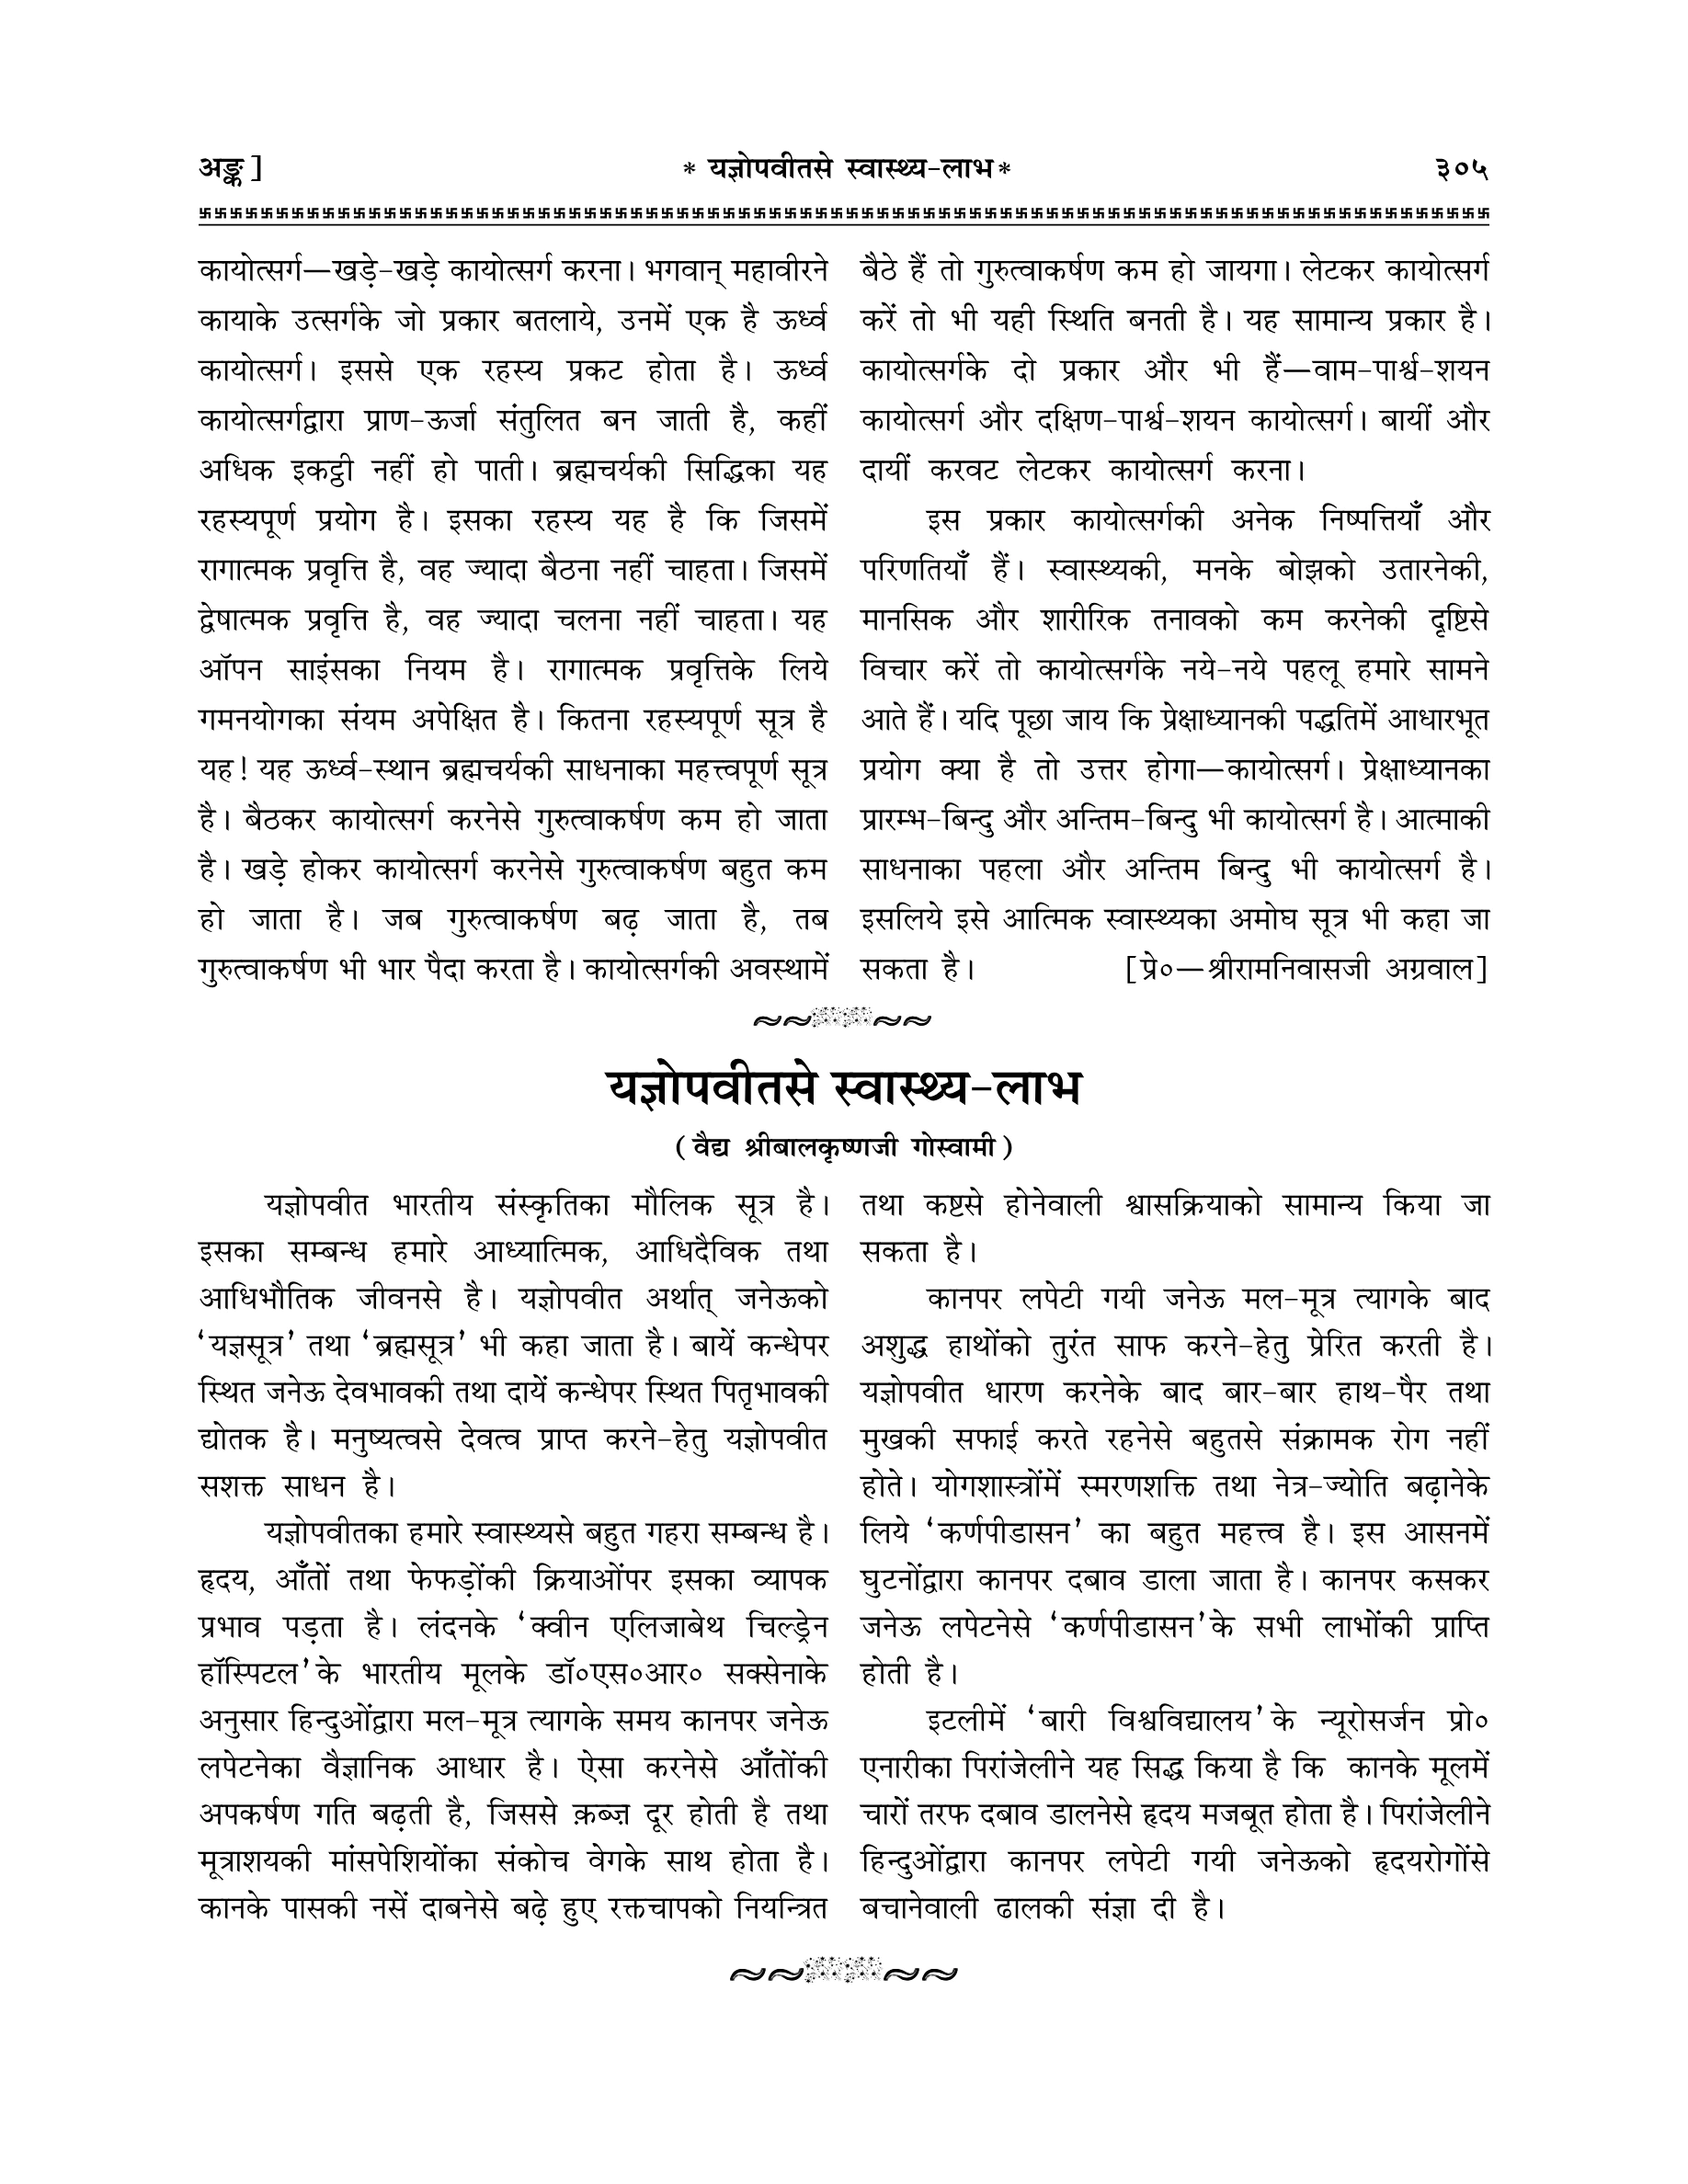 अङ्क ]
* यज्ञोपवीतसे स्वास्थ्य-लाभ *
३०५
कायोत्सर्ग—खड़े-खड़े कायोत्सर्ग करना। भगवान् महावीरने
कायाके उत्सर्गके जो प्रकार बतलाये, उनमें एक है ऊर्ध्व
कायोत्सर्ग। इससे एक रहस्य प्रकट होता है। ऊर्ध्व
कायोत्सर्गद्वारा प्राण-ऊर्जा संतुलित बन जाती है, कहीं
अधिक इकट्ठी नहीं हो पाती। ब्रह्मचर्यकी सिद्धिका यह
रहस्यपूर्ण प्रयोग है। इसका रहस्य यह है कि जिसमें
रागात्मक प्रवृत्ति है, वह ज्यादा बैठना नहीं चाहता। जिसमें
द्वेषात्मक प्रवृत्ति है, वह ज्यादा चलना नहीं चाहता। यह
ऑपन साइंसका नियम है। रागात्मक प्रवृत्तिके लिये
गमनयोगका संयम अपेक्षित है। कितना रहस्यपूर्ण सूत्र है
यह! यह ऊर्ध्व-स्थान ब्रह्मचर्यकी साधनाका महत्त्वपूर्ण सूत्र
है। बैठकर कायोत्सर्ग करनेसे गुरुत्वाकर्षण कम हो जाता
है। खड़े होकर कायोत्सर्ग करनेसे गुरुत्वाकर्षण बहुत कम
हो जाता है। जब गुरुत्वाकर्षण बढ़ जाता है, तब
गुरुत्वाकर्षण भी भार पैदा करता है। कायोत्सर्गकी अवस्थामें
बैठे हैं तो गुरुत्वाकर्षण कम हो जायगा। लेटकर कायोत्सर्ग
करें तो भी यही स्थिति बनती है। यह सामान्य प्रकार है।
कायोत्सर्गके दो प्रकार और भी हैं—वाम-पार्श्व-शयन
कायोत्सर्ग और दक्षिण-पार्श्व-शयन कायोत्सर्ग। बायीं और
दायीं करवट लेटकर कायोत्सर्ग करना।
इस प्रकार कायोत्सर्गकी अनेक निष्पत्तियाँ और
परिणतियाँ हैं। स्वास्थ्यकी, मनके बोझको उतारनेकी,
मानसिक और शारीरिक तनावको कम करनेकी दृष्टिसे
विचार करें तो कायोत्सर्गके नये-नये पहलू हमारे सामने
आते हैं। यदि पूछा जाय कि प्रेक्षाध्यानकी पद्धतिमें आधारभूत
प्रयोग क्या है तो उत्तर होगा—कायोत्सर्ग। प्रेक्षाध्यानका
प्रारम्भ-बिन्दु और अन्तिम-बिन्दु भी कायोत्सर्ग है। आत्माकी
साधनाका पहला और अन्तिम बिन्दु भी कायोत्सर्ग है।
इसलिये इसे आत्मिक स्वास्थ्यका अमोघ सूत्र भी कहा जा
सकता है। [प्रे०—श्रीरामनिवासजी अग्रवाल]
यज्ञोपवीतसे स्वास्थ्य-लाभ
(वैद्य श्रीबालकृष्णजी गोस्वामी)
यज्ञोपवीत भारतीय संस्कृतिका मौलिक सूत्र है।
इसका सम्बन्ध हमारे आध्यात्मिक, आधिदैविक तथा
आधिभौतिक जीवनसे है। यज्ञोपवीत अर्थात् जनेऊको
‘यज्ञसूत्र’ तथा ‘ब्रह्मसूत्र’ भी कहा जाता है। बायें कन्धेपर
स्थित जनेऊ देवभावकी तथा दायें कन्धेपर स्थित पितृभावकी
द्योतक है। मनुष्यत्वसे देवत्व प्राप्त करने-हेतु यज्ञोपवीत
सशक्त साधन है।
यज्ञोपवीतका हमारे स्वास्थ्यसे बहुत गहरा सम्बन्ध है।
हृदय, आँतों तथा फेफड़ोंकी क्रियाओंपर इसका व्यापक
प्रभाव पड़ता है। लंदनके ‘क्वीन एलिजाबेथ चिल्ड्रेन
हॉस्पिटल’के भारतीय मूलके डॉ०एस०आर० सक्सेनाके
अनुसार हिन्दुओंद्वारा मल-मूत्र त्यागके समय कानपर जनेऊ
लपेटनेका वैज्ञानिक आधार है। ऐसा करनेसे आँतोंकी
अपकर्षण गति बढ़ती है, जिससे क़ब्ज़ दूर होती है तथा
मूत्राशयकी मांसपेशियोंका संकोच वेगके साथ होता है।
कानके पासकी नसें दाबनेसे बढ़े हुए रक्तचापको नियन्त्रित
तथा कष्टसे होनेवाली श्वासक्रियाको सामान्य किया जा
सकता है।
कानपर लपेटी गयी जनेऊ मल-मूत्र त्यागके बाद
अशुद्ध हाथोंको तुरंत साफ करने-हेतु प्रेरित करती है।
यज्ञोपवीत धारण करनेके बाद बार-बार हाथ-पैर तथा
मुखकी सफाई करते रहनेसे बहुतसे संक्रामक रोग नहीं
होते। योगशास्त्रोंमें स्मरणशक्ति तथा नेत्र-ज्योति बढ़ानेके
लिये ‘कर्णपीडासन’ का बहुत महत्त्व है। इस आसनमें
घुटनोंद्वारा कानपर दबाव डाला जाता है। कानपर कसकर
जनेऊ लपेटनेसे ‘कर्णपीडासन’के सभी लाभोंकी प्राप्ति
होती है।
इटलीमें ‘बारी विश्वविद्यालय’के न्यूरोसर्जन प्रो०
एनारीका पिरांजेलीने यह सिद्ध किया है कि कानके मूलमें
चारों तरफ दबाव डालनेसे हृदय मजबूत होता है। पिरांजेलीने
हिन्दुओंद्वारा कानपर लपेटी गयी जनेऊको हृदयरोगोंसे
बचानेवाली ढालकी संज्ञा दी है।